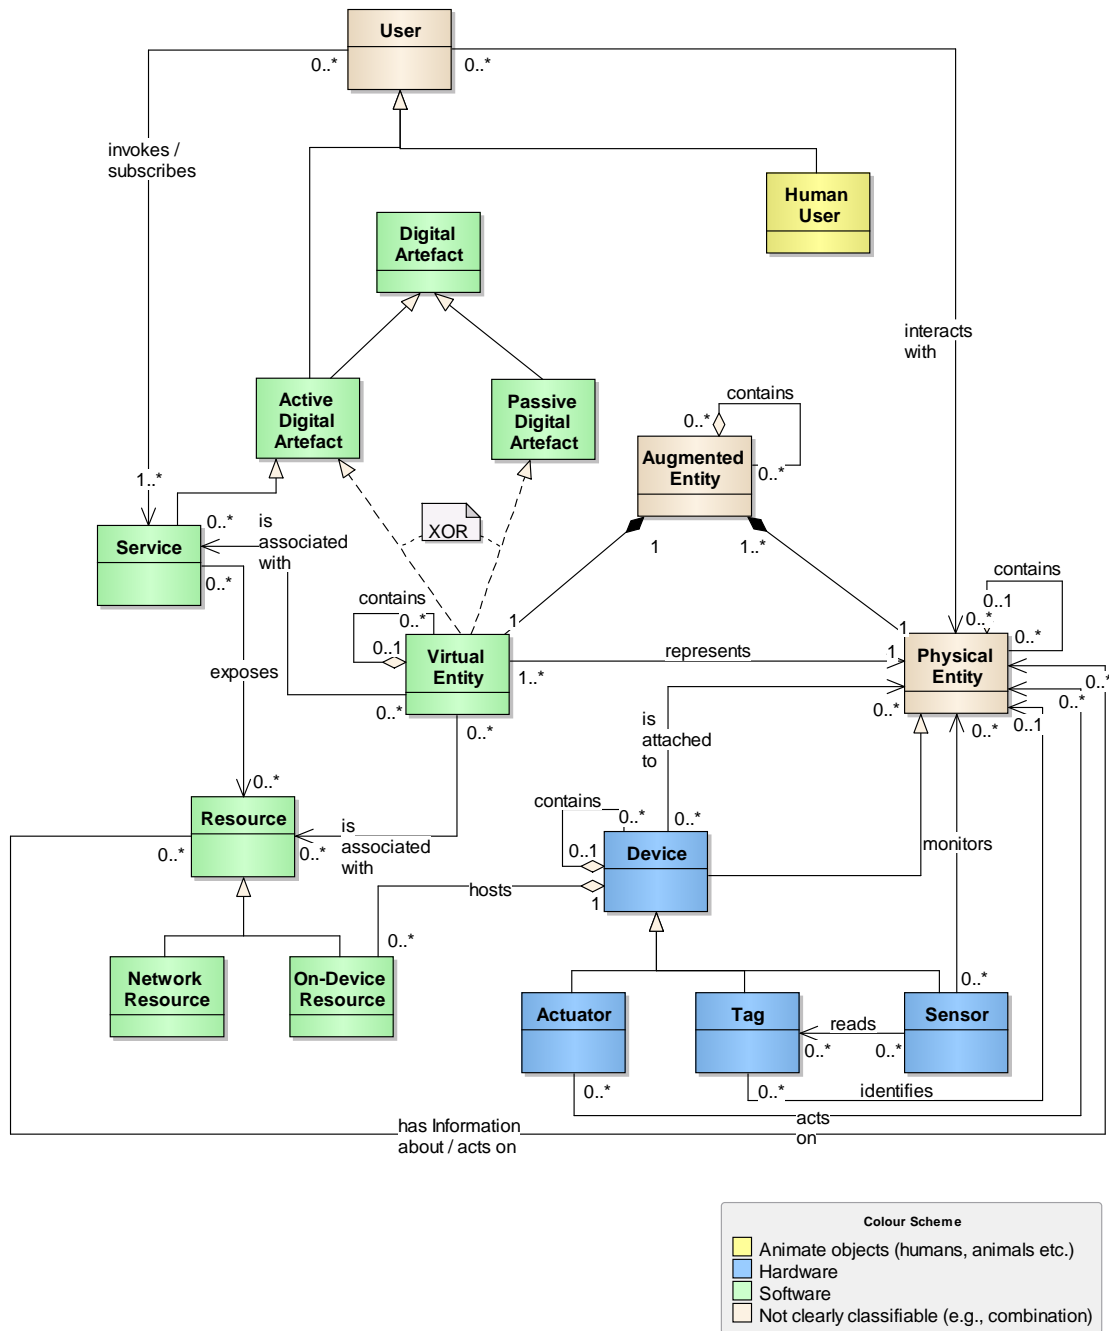 User
0..*
0..*
invokes /
subscribes
Human
User
Digital
Artefact
interacts
with
Active
Digital
Artefact
Passive
Digital
Artefact
contains
0..*
Augmented
Entity
0..*
1..*
XOR
0..*
is
associated
with
Service
0..*
1
1..*
contains
0..1
0..*
0..*
contains
0..*
0..1
1
Virtual
Entity
represents
1
1
Physical
Entity
exposes
1..*
0..*
0..*
0..*
0..*
0..*
0..*
0..1
is
attached
to
0..*
Resource
0..*
0..*
is
associated
with
contains
0..*
0..*
0..1
Device
monitors
hosts
1
0..*
Network
Resource
On-Device
Resource
0..*
Actuator
Tag
reads
Sensor
0..*
0..*
0..*
0..*
identifies
acts
on
has Information
about / acts on
Colour Scheme
Animate objects (humans, animals etc.)
Hardware
Software
Not clearly classifiable (e.g., combination)